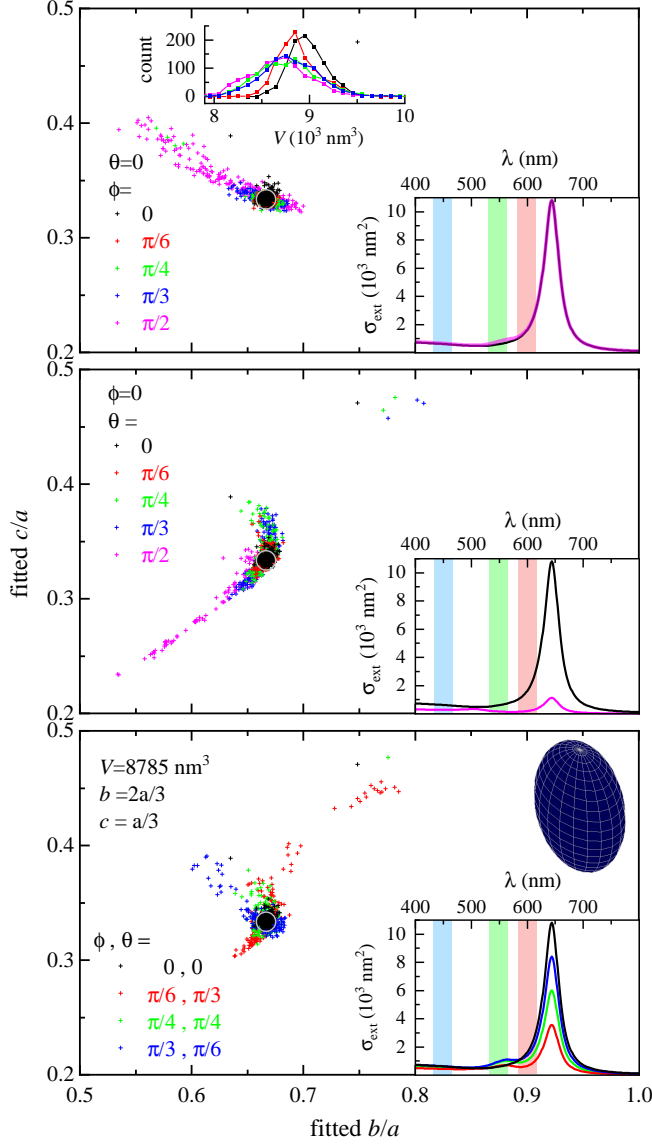 0.5
0.4
0.3
0.2
count
200
100
0
8
9
10
V (10³ nm³)
θ=0
ϕ=
0
π/6
π/4
π/3
π/2
λ (nm)
400
500
600
700
10
8
6
4
2
σext (10³ nm²)
0.5
0.4
0.3
0.2
fitted c/a
ϕ=0
θ =
0
π/6
π/4
π/3
π/2
λ (nm)
400
500
600
700
10
8
6
4
2
σext (10³ nm²)
0.5
0.4
0.3
0.2
V=8785 nm³
b =2a/3
c = a/3
ϕ , θ =
0 , 0
π/6 , π/3
π/4 , π/4
π/3 , π/6
λ (nm)
400
500
600
700
10
8
6
4
2
σext (10³ nm²)
0.5
0.6
0.7
0.8
0.9
1.0
fitted b/a